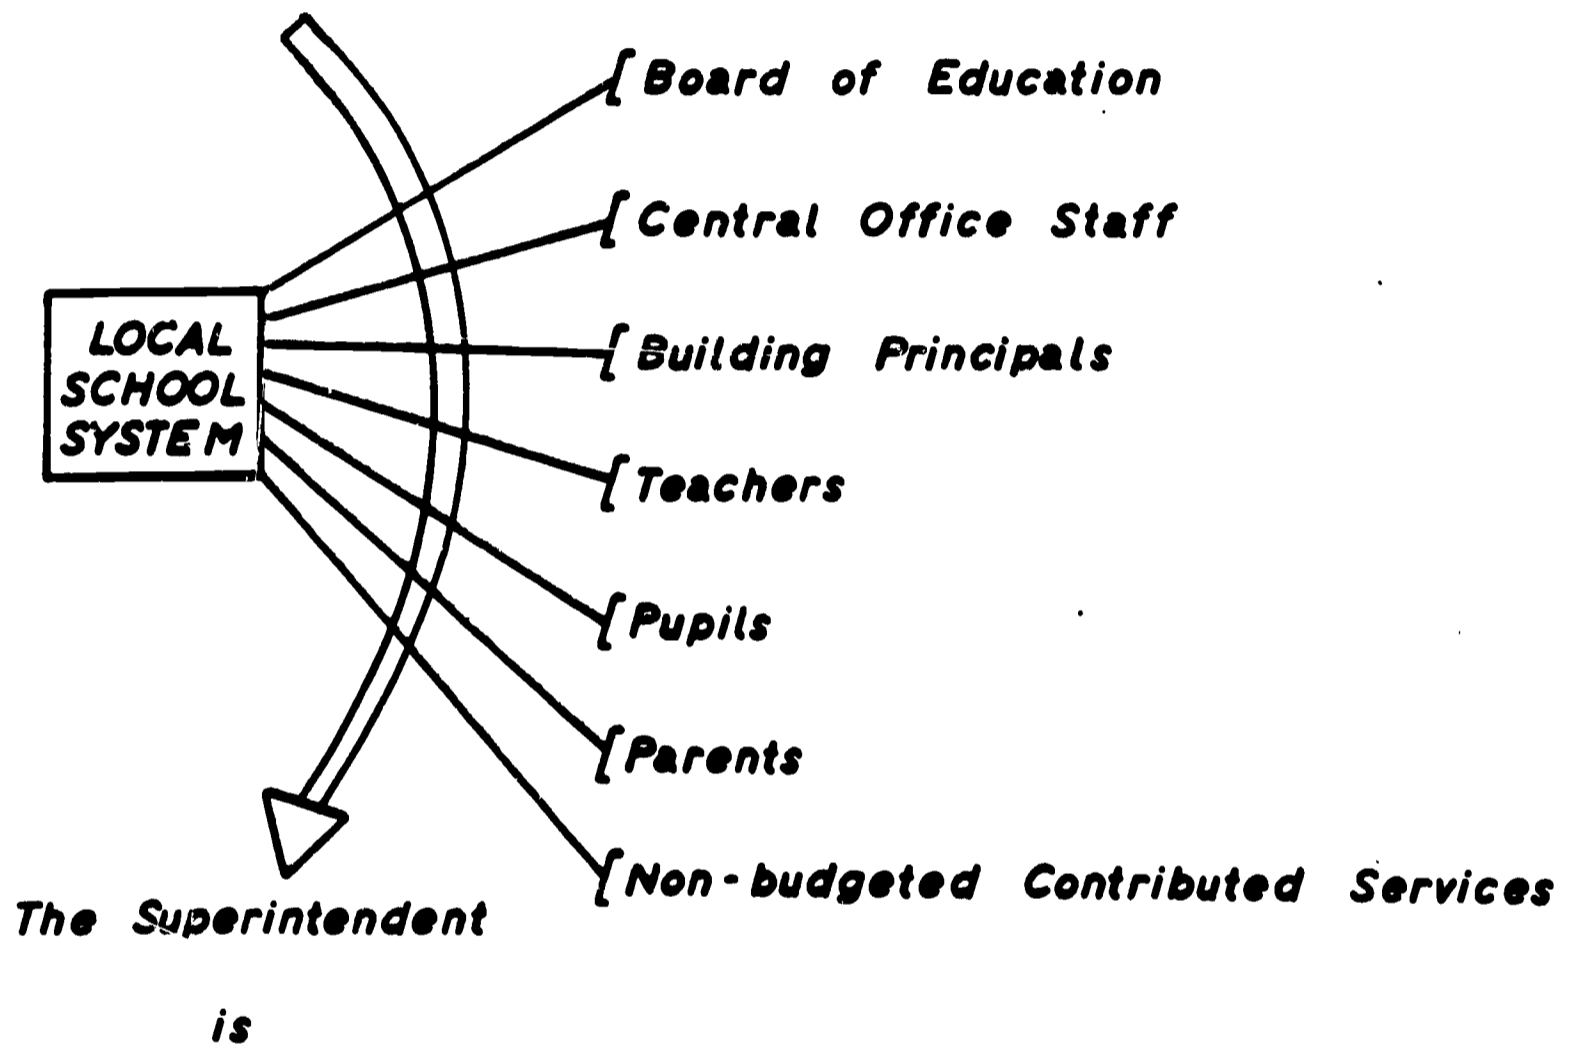 Board of Education
Central Office Staff
LOCAL
SCHOOL
SYSTEM
Building Principals
Teachers
Pupils
Parents
Non-budgeted Contributed Services
The Superintendent
is